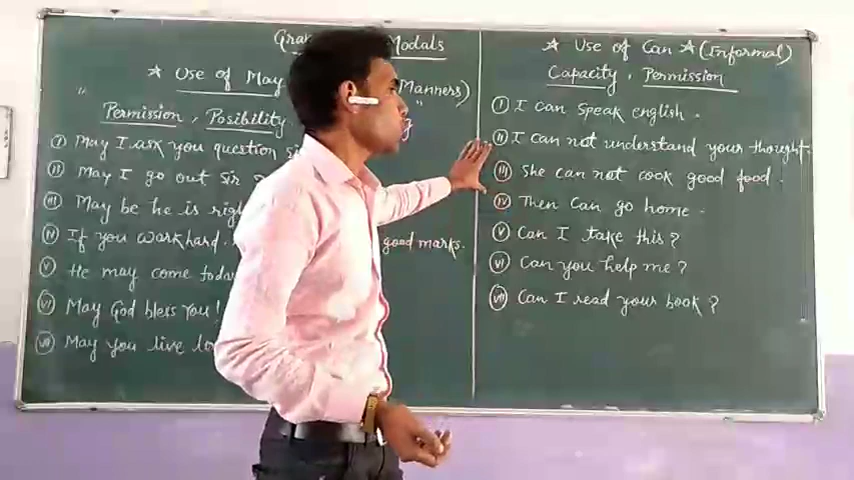 Modals
* Use of May Manners)
Permission, Posibility
(I) May I ask you question
(II) May I go out Sir
(III) May be he is
(IV) If you work hard. good marks.
(V) He may come today
(VI) May God bless You!
(VII) May you live
* Use of Can * (Informal)
Capacity, Permission
(I) I can speak english.
(II) I can not understand your thought.
(III) She can not cook good food.
(IV) Then can go home.
(V) Can I take this?
(VI) Can you help me?
(VII) Can I read your book?